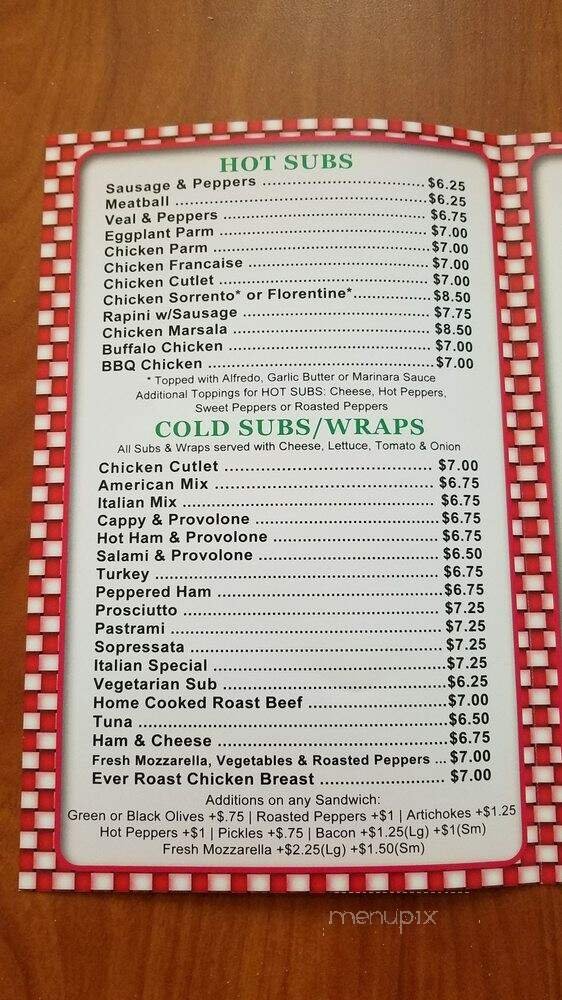 HOT SUBS
Sausage & Peppers ........................................ $6.25
Meatball ........................................ $6.25
Veal & Peppers ........................................ $6.75
Eggplant Parm ........................................ $7.00
Chicken Parm ........................................ $7.00
Chicken Francaise ........................................ $7.00
Chicken Cutlet ........................................ $7.00
Chicken Sorrento* or Florentine*.................. $8.50
Rapini w/Sausage ........................................ $7.75
Chicken Marsala ........................................ $8.50
Buffalo Chicken ........................................ $7.00
BBQ Chicken ........................................ $7.00
* Topped with Alfredo, Garlic Butter or Marinara Sauce
Additional Toppings for HOT SUBS: Cheese, Hot Peppers,
Sweet Peppers or Roasted Peppers
COLD SUBS/WRAPS
All Subs & Wraps served with Cheese, Lettuce, Tomato & Onion
Chicken Cutlet ........................................ $7.00
American Mix ........................................ $6.75
Italian Mix ........................................ $6.75
Cappy & Provolone ........................................ $6.75
Hot Ham & Provolone ........................................ $6.75
Salami & Provolone ........................................ $6.50
Turkey ........................................ $6.75
Peppered Ham ........................................ $6.75
Prosciutto ........................................ $7.25
Pastrami ........................................ $7.25
Sopressata ........................................ $7.25
Italian Special ........................................ $7.25
Vegetarian Sub ........................................ $6.25
Home Cooked Roast Beef ........................................ $7.00
Tuna ........................................ $6.50
Ham & Cheese ........................................ $6.75
Fresh Mozzarella, Vegetables & Roasted Peppers ... $7.00
Ever Roast Chicken Breast ........................................ $7.00
Additions on any Sandwich:
Green or Black Olives +$.75 | Roasted Peppers +$1 | Artichokes +$1.25
Hot Peppers +$1 | Pickles +$.75 | Bacon +$1.25(Lg) +$1(Sm)
Fresh Mozzarella +$2.25(Lg) +$1.50(Sm)
menupix